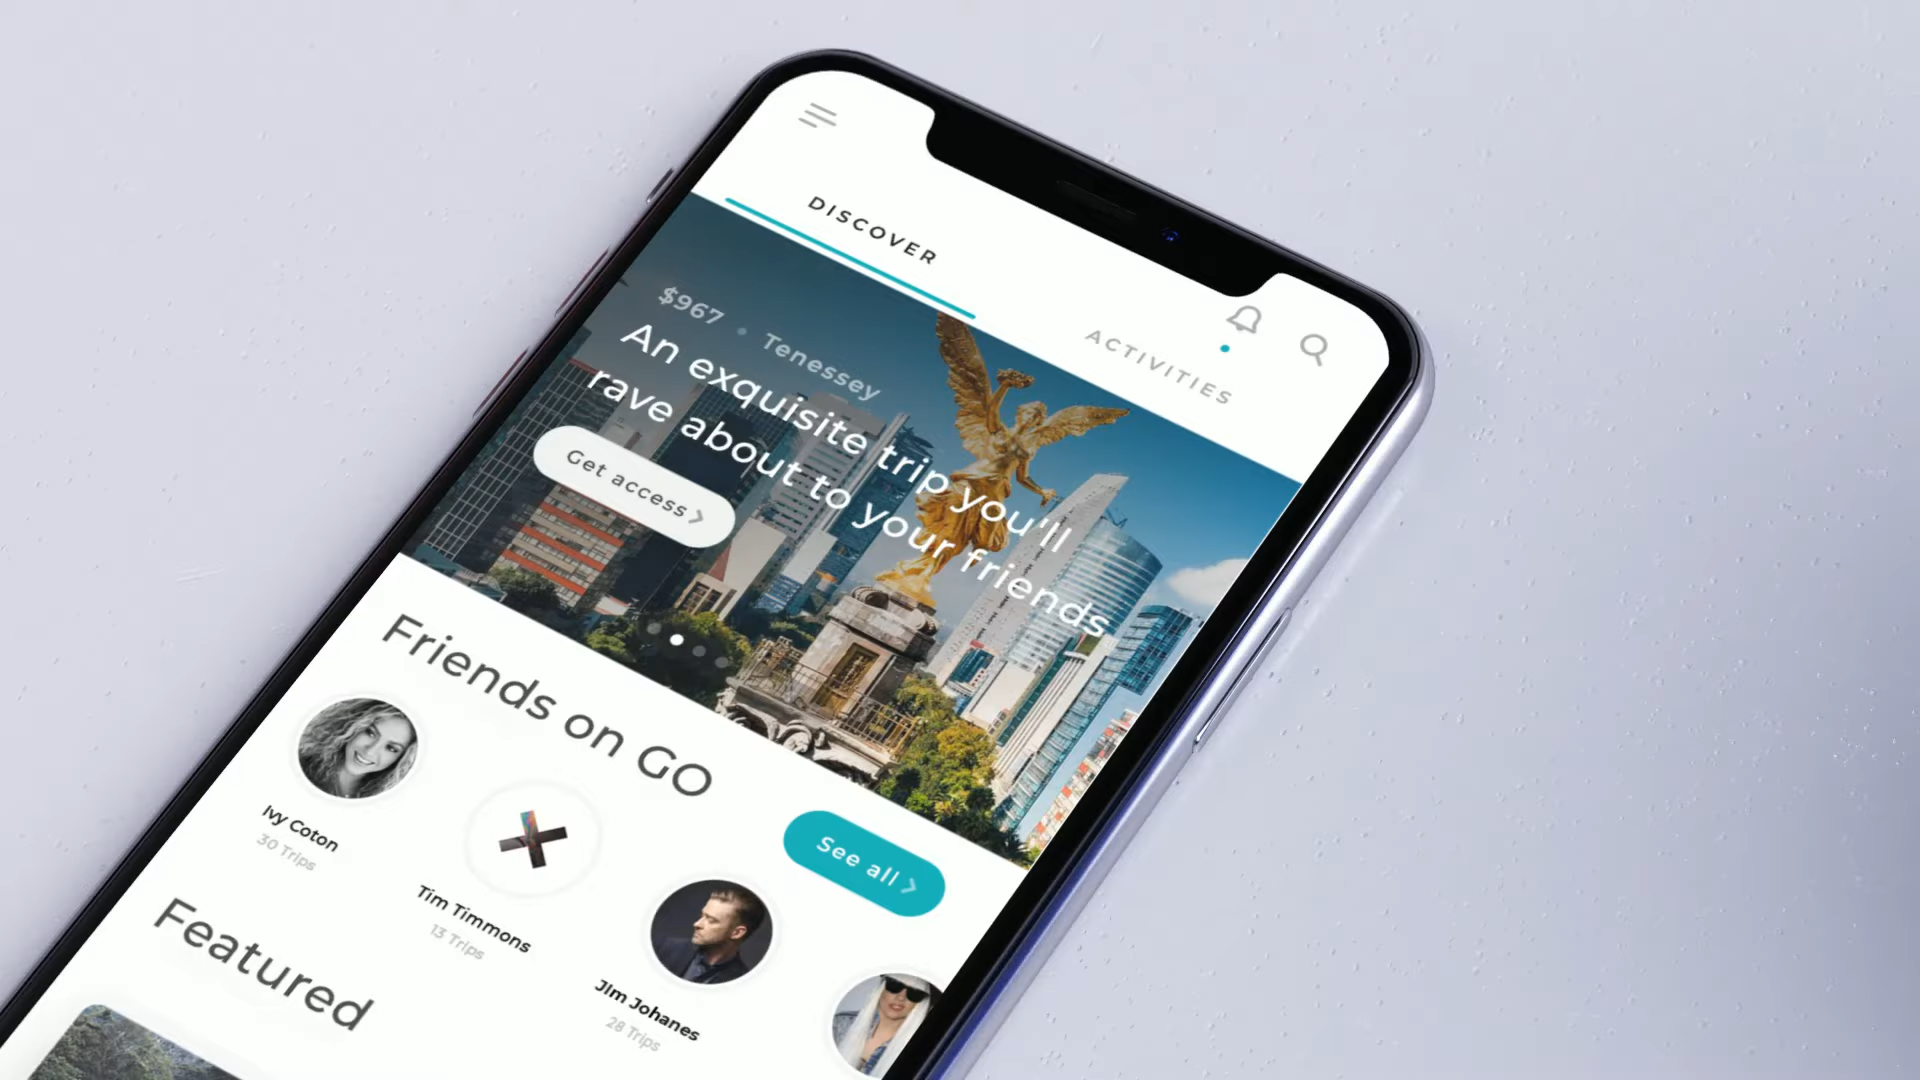 DISCOVER
ACTIVITIES
$967 • Tenessey
An exquisite trip you'll
rave about to your friends
Get access
Friends on GO
See all
Ivy Coton
30 Trips
Tim Timmons
13 Trips
JIm Johanes
28 Trips
Featured